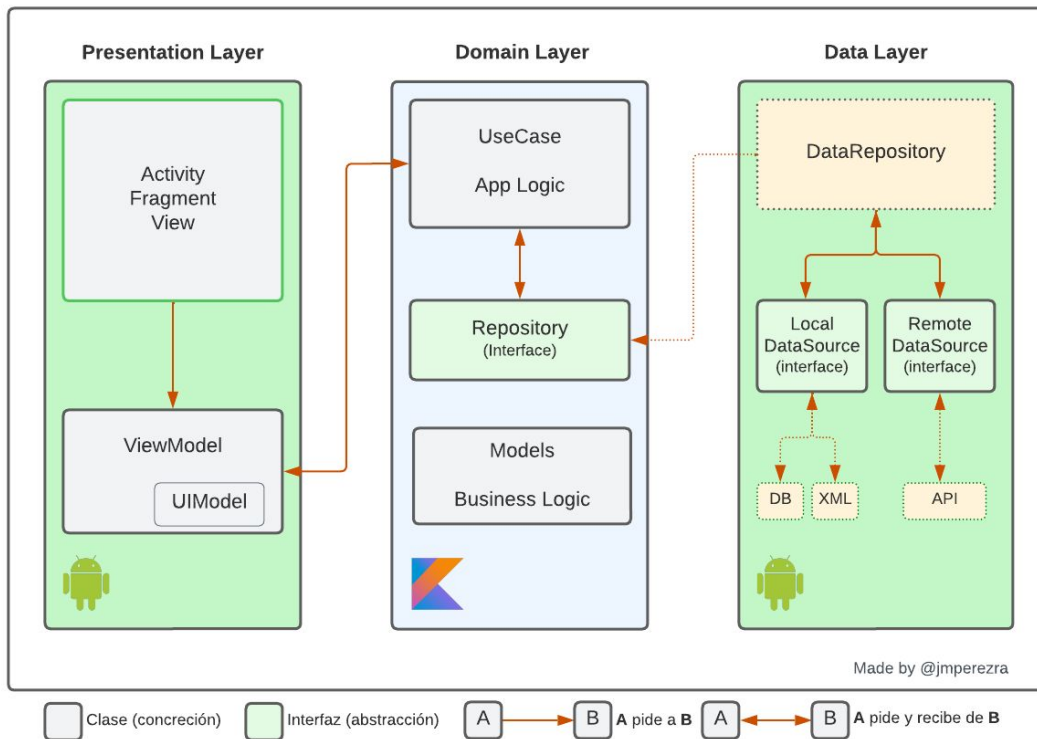 Presentation Layer
Domain Layer
Data Layer
Activity
Fragment
View
ViewModel
UIModel
UseCase
App Logic
Repository
(Interface)
Models
Business Logic
DataRepository
Local
DataSource
(interface)
Remote
DataSource
(interface)
DB
XML
API
Made by @jmperezra
Clase (concreción)
Interfaz (abstracción)
A
B
A pide a B
A
B
A pide y recibe de B